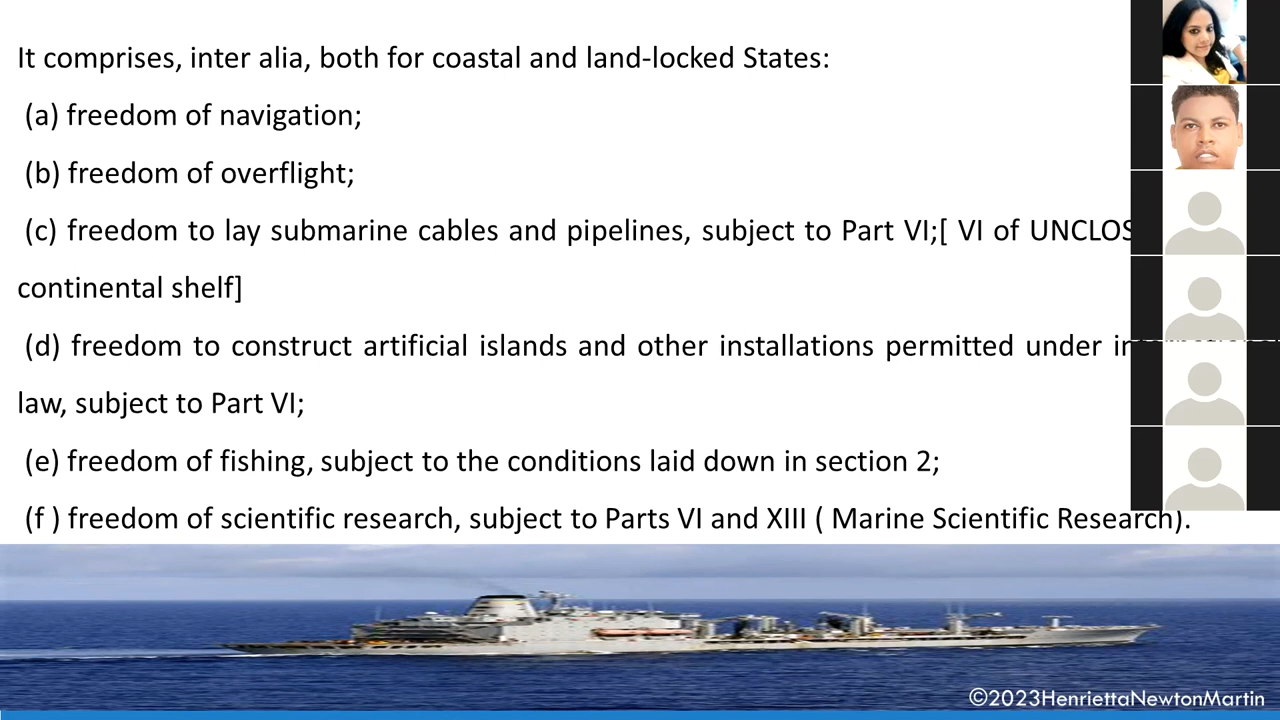 It comprises, inter alia, both for coastal and land-locked States:
(a) freedom of navigation;
(b) freedom of overflight;
(c) freedom to lay submarine cables and pipelines, subject to Part VI;[ VI of UNCLOS
continental shelf]
(d) freedom to construct artificial islands and other installations permitted under
law, subject to Part VI;
(e) freedom of fishing, subject to the conditions laid down in section 2;
(f ) freedom of scientific research, subject to Parts VI and XIII ( Marine Scientific Research).
©2023HenriettaNewtonMartin